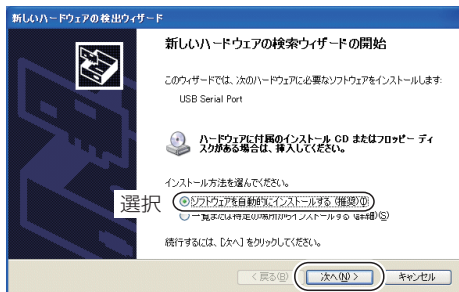 新しいハードウェアの検出ウィザード
新しいハードウェアの検索ウィザードの開始
このウィザードでは、次のハードウェアに必要なソフトウェアをインストールします:
USB Serial Port
ハードウェアに付属のインストール CD またはフロッピー ディ
スクがある場合は、挿入してください。
インストール方法を選んでください。
選択
ソフトウェアを自動的にインストールする (推奨)(I)
一覧または特定の場所からインストールする (詳細)(S)
続行するには、[次へ] をクリックしてください。
< 戻る(B)
次へ(N) >
キャンセル